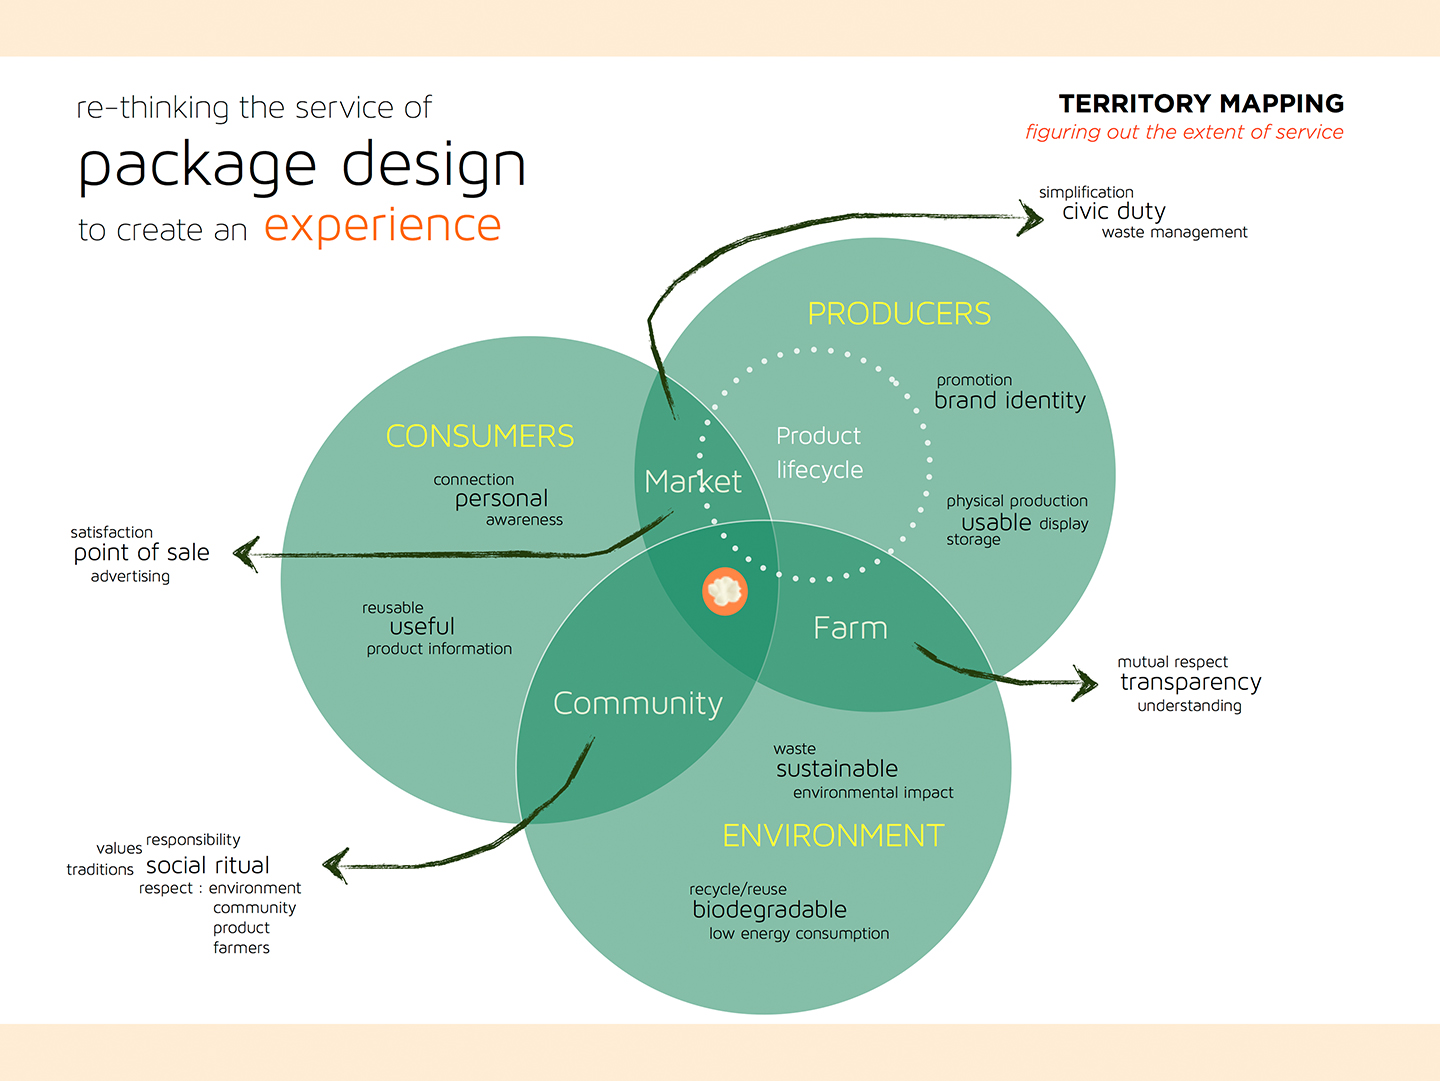 re-thinking the service of
package design
to create an experience
TERRITORY MAPPING
figuring out the extent of service
simplification
civic duty
waste management
PRODUCERS
promotion
brand identity
Product
lifecycle
physical production
usable display
storage
CONSUMERS
connection
personal
awareness
Market
satisfaction
point of sale
advertising
reusable
useful
product information
Farm
mutual respect
transparency
understanding
Community
waste
sustainable
environmental impact
ENVIRONMENT
recycle/reuse
biodegradable
low energy consumption
values responsibility
traditions social ritual
respect : environment
community
product
farmers